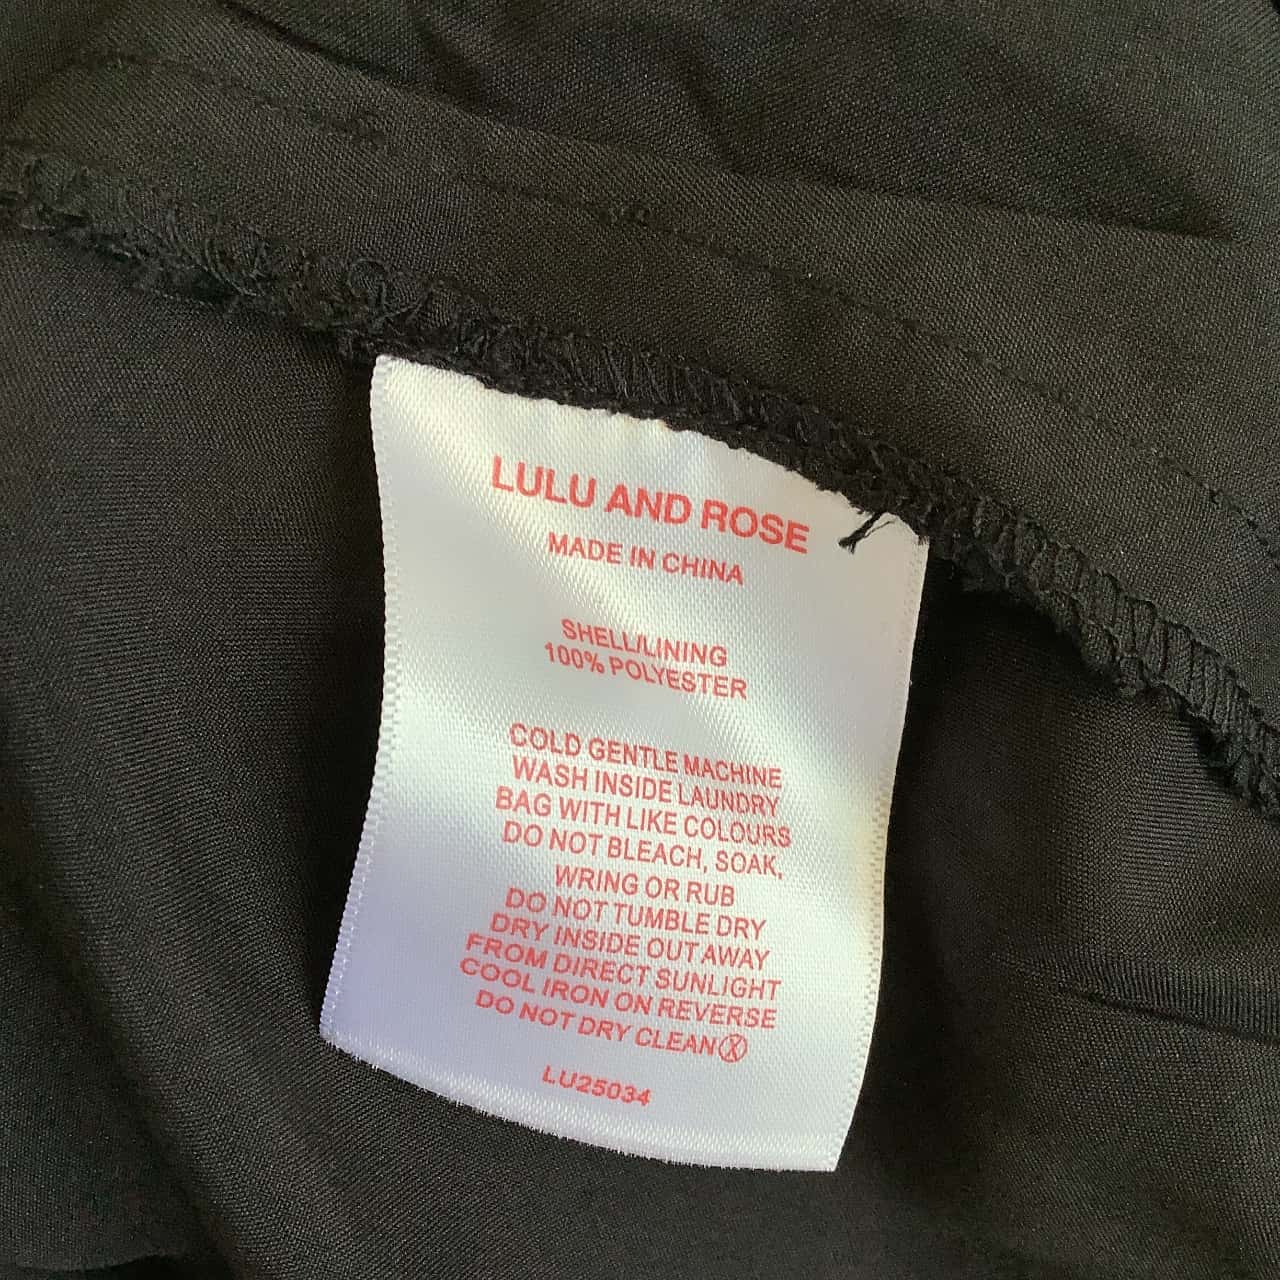 LULU AND ROSE
MADE IN CHINA
SHELL/LINING
100% POLYESTER
COLD GENTLE MACHINE
WASH INSIDE LAUNDRY
BAG WITH LIKE COLOURS
DO NOT BLEACH, SOAK,
WRING OR RUB
DO NOT TUMBLE DRY
DRY INSIDE OUT AWAY
FROM DIRECT SUNLIGHT
COOL IRON ON REVERSE
DO NOT DRY CLEAN Ⓧ
LU25034